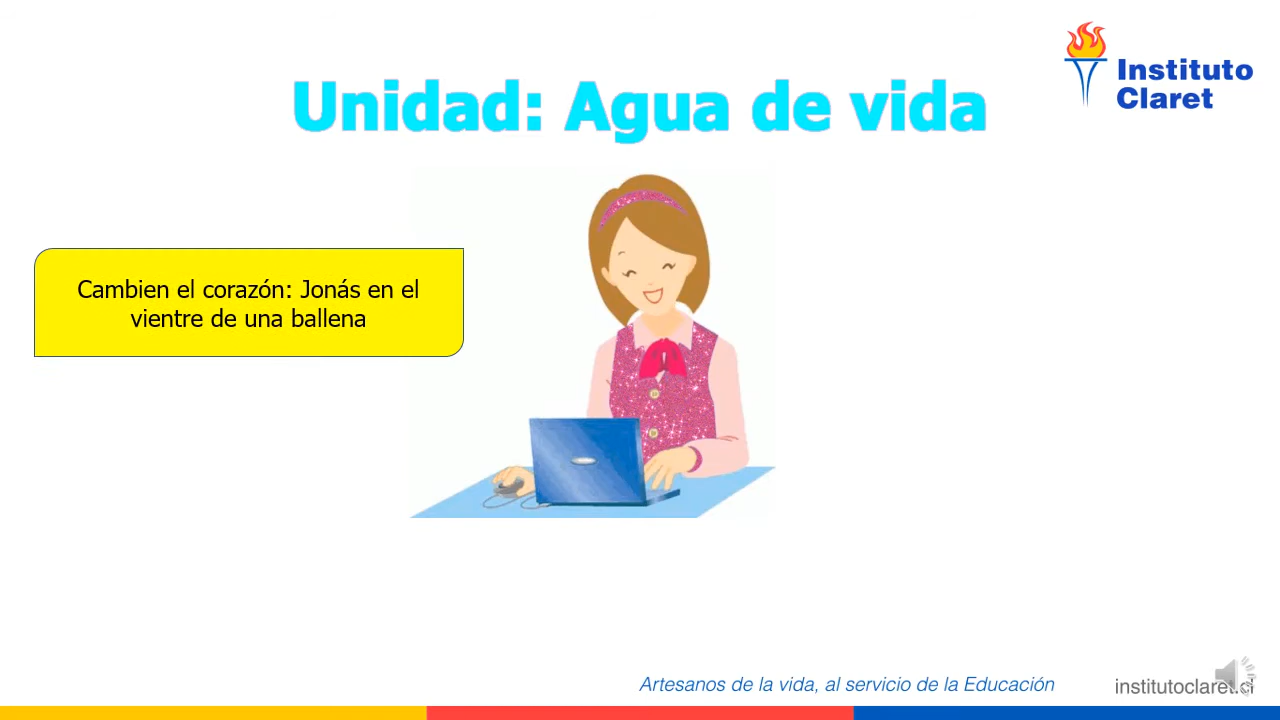 Instituto
Claret
Unidad: Agua de vida
Cambien el corazón: Jonás en el
vientre de una ballena
Artesanos de la vida, al servicio de la Educación
institutoclaret.cl